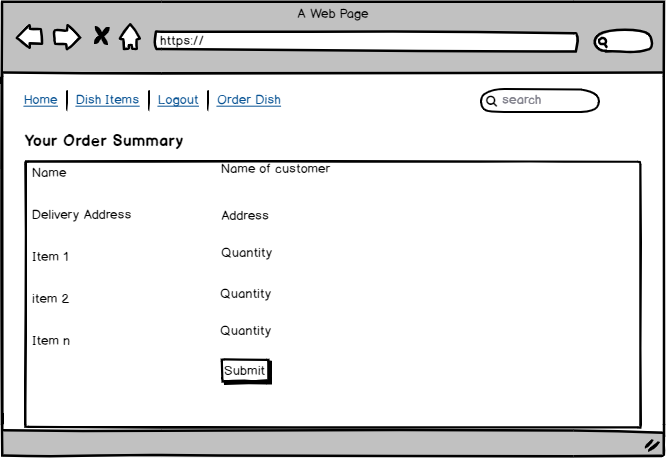 A Web Page
https://
Home Dish Items Logout Order Dish search
Your Order Summary
Name Name of customer
Delivery Address Address
Item 1 Quantity
item 2 Quantity
Item n Quantity
Submit